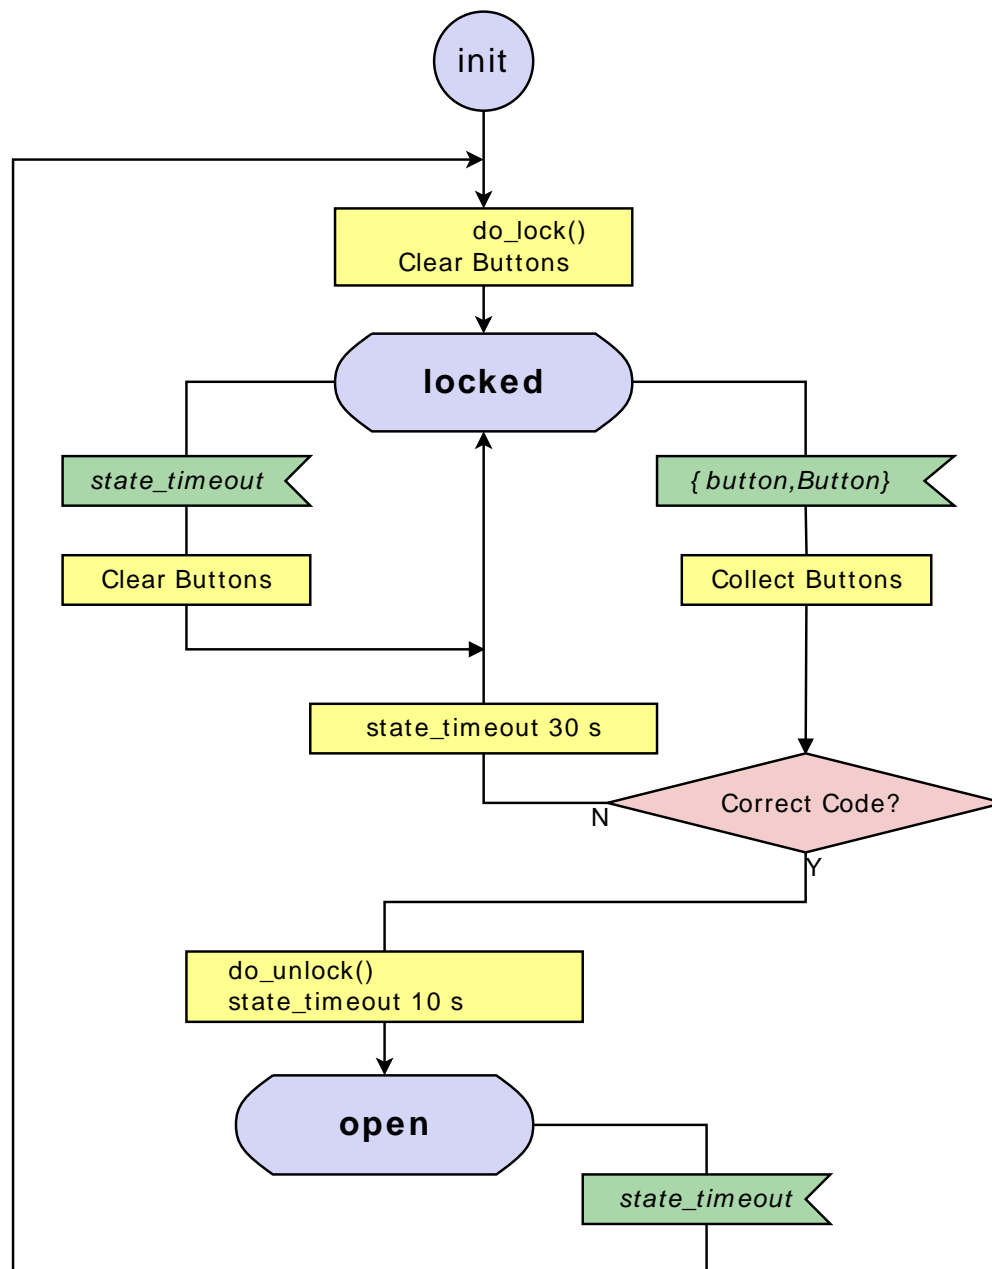 init
do_lock()
Clear Buttons
locked
state_timeout
{ button,Button}
Clear Buttons
Collect Buttons
state_timeout 30 s
Correct Code?
N
Y
do_unlock()
state_timeout 10 s
open
state_timeout